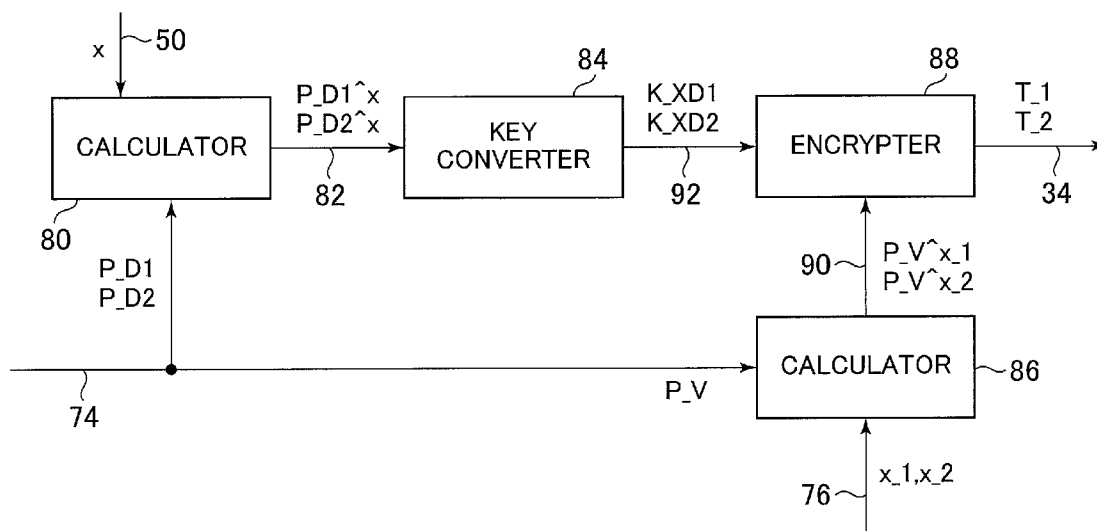 x
50
84
88
P_D1^x
P_D2^x
K_XD1
K_XD2
T_1
T_2
CALCULATOR
KEY
CONVERTER
ENCRYPTER
82
92
34
80
P_D1
P_D2
90
P_V^x_1
P_V^x_2
CALCULATOR
86
74
P_V
76
x_1,x_2